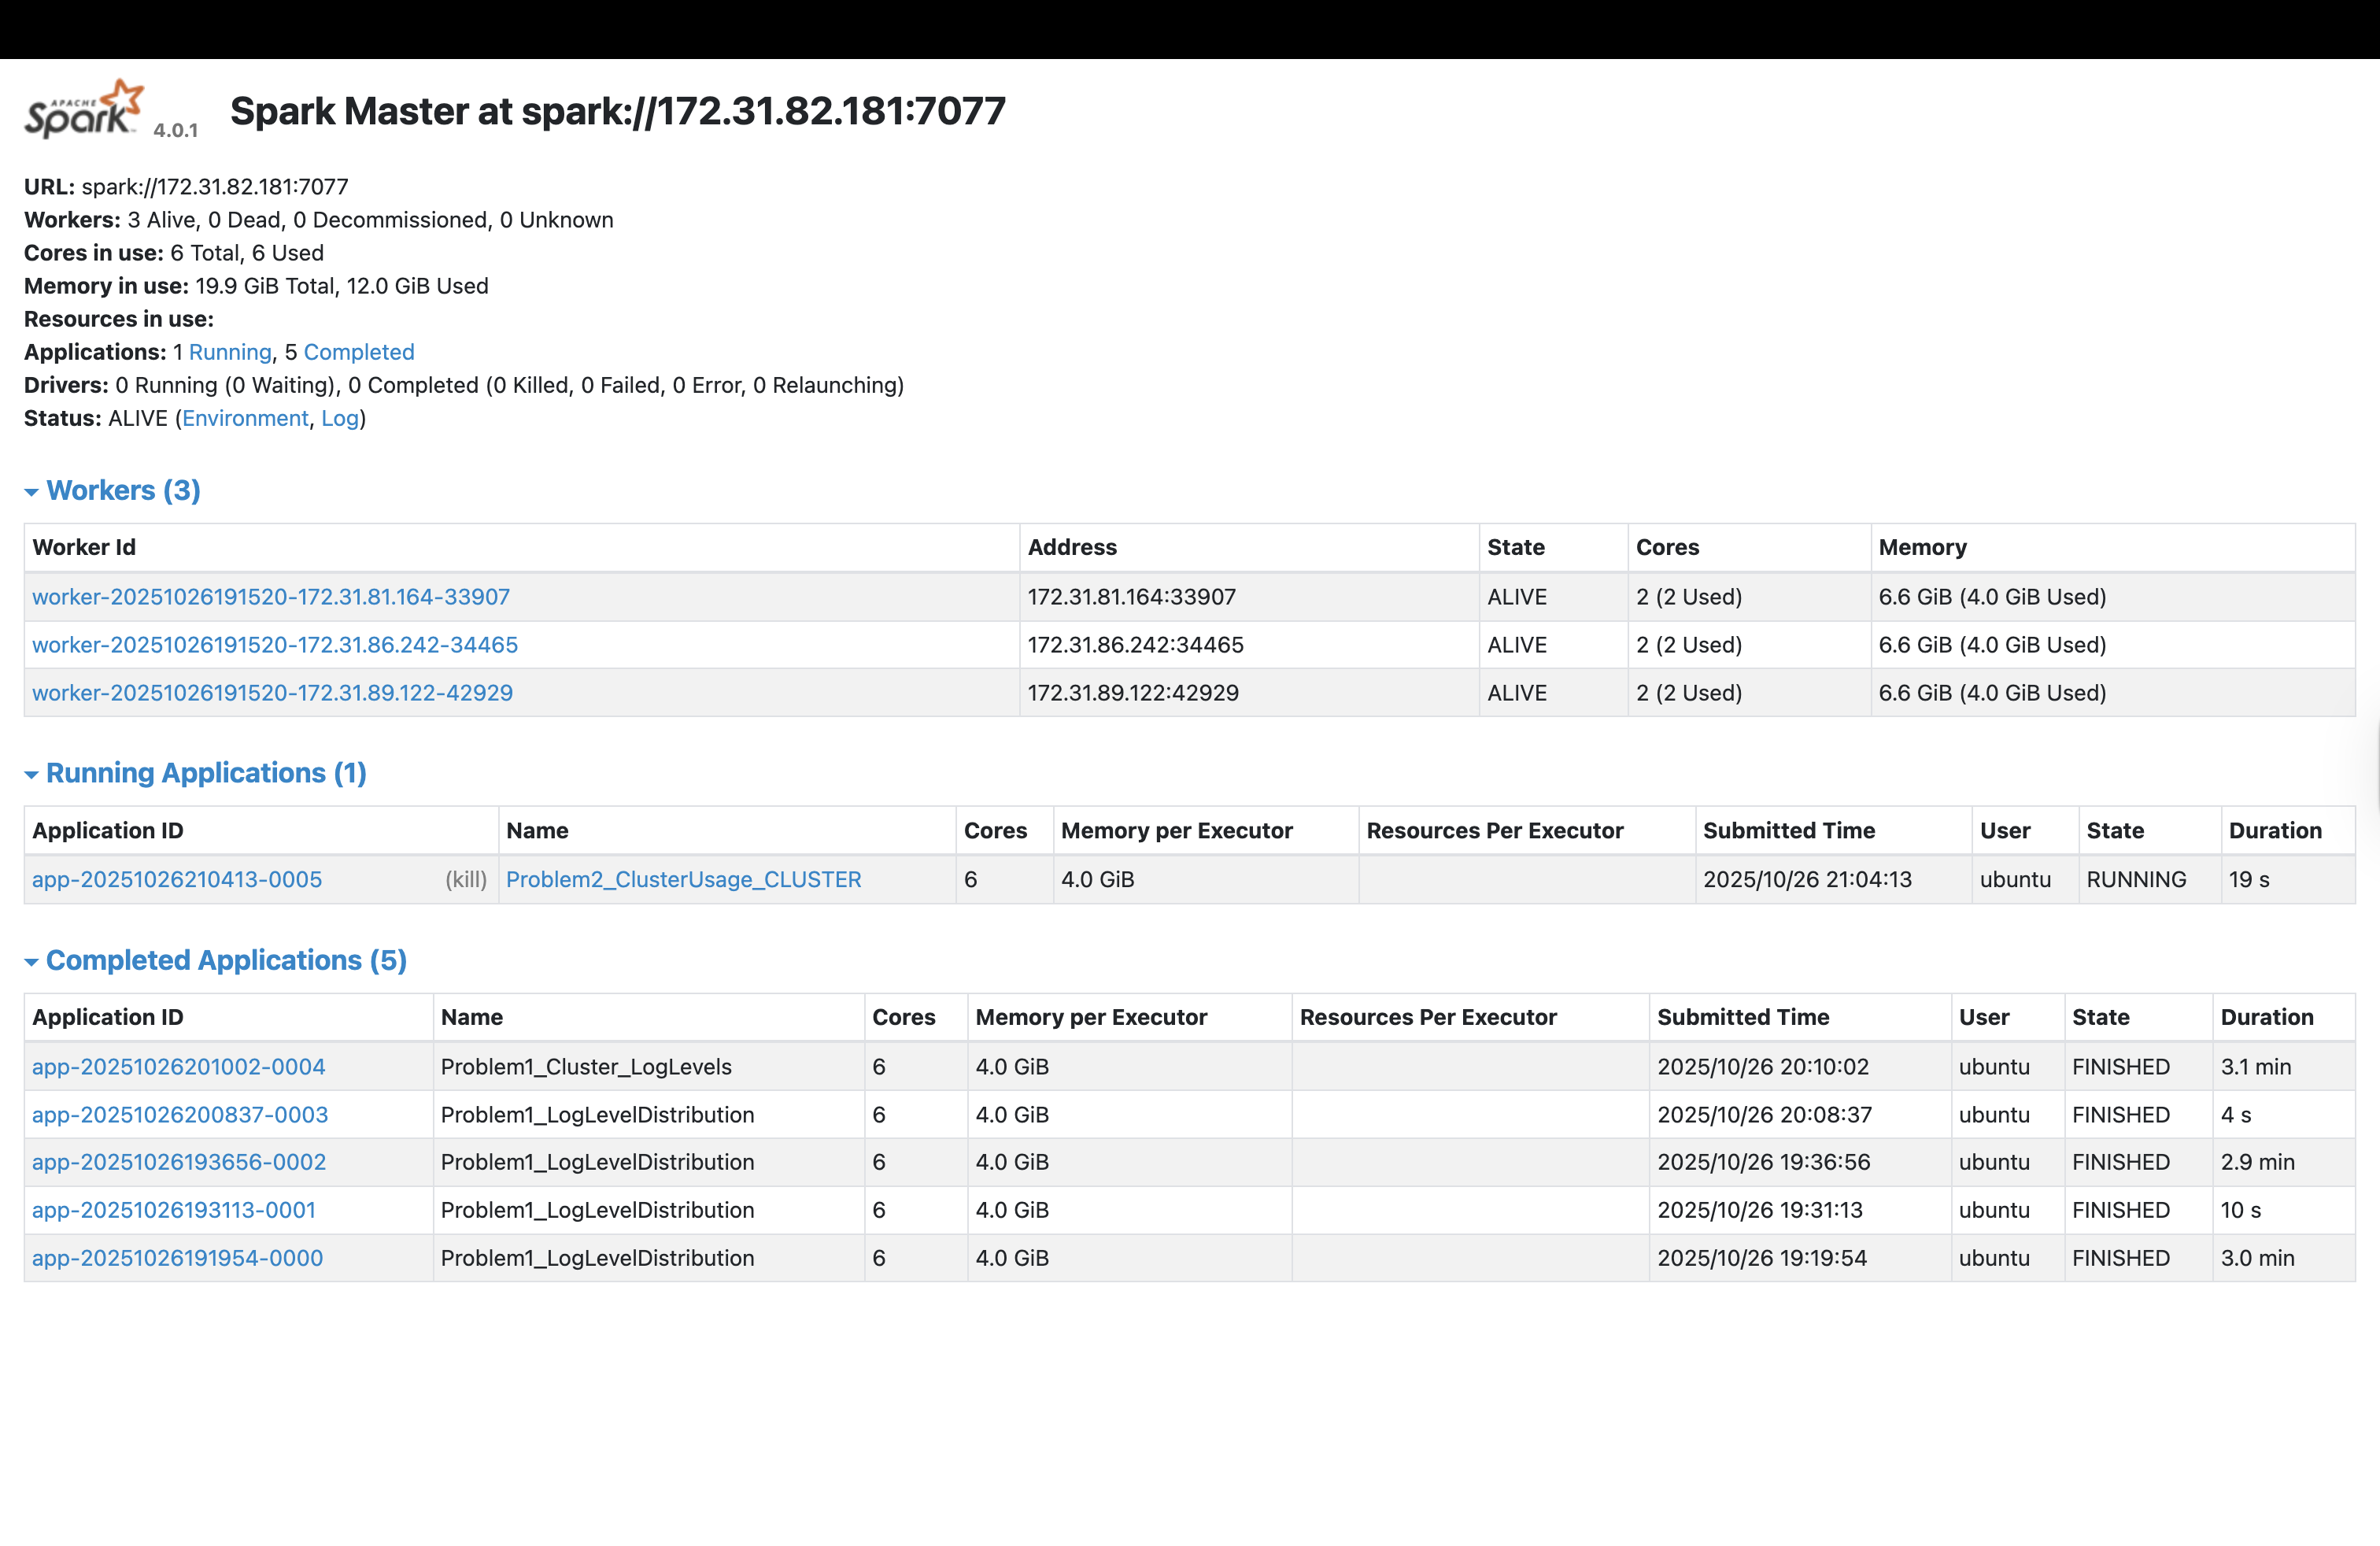 APACHE Spark 4.0.1 Spark Master at spark://172.31.82.181:7077
URL: spark://172.31.82.181:7077
Workers: 3 Alive, 0 Dead, 0 Decommissioned, 0 Unknown
Cores in use: 6 Total, 6 Used
Memory in use: 19.9 GiB Total, 12.0 GiB Used
Resources in use:
Applications: 1 Running, 5 Completed
Drivers: 0 Running (0 Waiting), 0 Completed (0 Killed, 0 Failed, 0 Error, 0 Relaunching)
Status: ALIVE (Environment, Log)
Workers (3)
Worker Id Address State Cores Memory
worker-20251026191520-172.31.81.164-33907 172.31.81.164:33907 ALIVE 2 (2 Used) 6.6 GiB (4.0 GiB Used)
worker-20251026191520-172.31.86.242-34465 172.31.86.242:34465 ALIVE 2 (2 Used) 6.6 GiB (4.0 GiB Used)
worker-20251026191520-172.31.89.122-42929 172.31.89.122:42929 ALIVE 2 (2 Used) 6.6 GiB (4.0 GiB Used)
Running Applications (1)
Application ID Name Cores Memory per Executor Resources Per Executor Submitted Time User State Duration
app-20251026210413-0005 (kill) Problem2_ClusterUsage_CLUSTER 6 4.0 GiB 2025/10/26 21:04:13 ubuntu RUNNING 19 s
Completed Applications (5)
Application ID Name Cores Memory per Executor Resources Per Executor Submitted Time User State Duration
app-20251026201002-0004 Problem1_Cluster_LogLevels 6 4.0 GiB 2025/10/26 20:10:02 ubuntu FINISHED 3.1 min
app-20251026200837-0003 Problem1_LogLevelDistribution 6 4.0 GiB 2025/10/26 20:08:37 ubuntu FINISHED 4 s
app-20251026193656-0002 Problem1_LogLevelDistribution 6 4.0 GiB 2025/10/26 19:36:56 ubuntu FINISHED 2.9 min
app-20251026193113-0001 Problem1_LogLevelDistribution 6 4.0 GiB 2025/10/26 19:31:13 ubuntu FINISHED 10 s
app-20251026191954-0000 Problem1_LogLevelDistribution 6 4.0 GiB 2025/10/26 19:19:54 ubuntu FINISHED 3.0 min